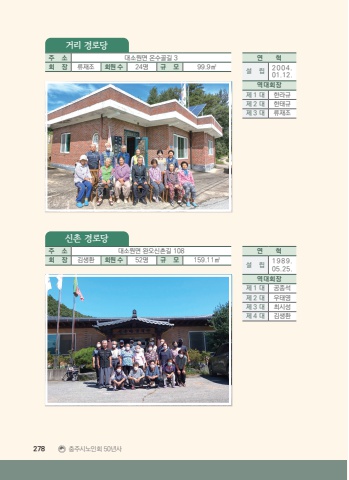 거리 경로당
주 소 대소원면 온수골길 3
회 장 류재조 회원수 24명 규 모 99.9㎡
연 혁
설 립 2004. 01.12.
역대회장
제1대 한라규
제2대 한태규
제3대 류재조
신촌 경로당
주 소 대소원면 원오신촌길 108
회 장 김생환 회원수 52명 규 모 159.11㎡
연 혁
설 립 1989. 05.25.
역대회장
제1대 공종석
제2대 우태명
제3대 최시성
제4대 김생환
278 충주시노인회 50년사